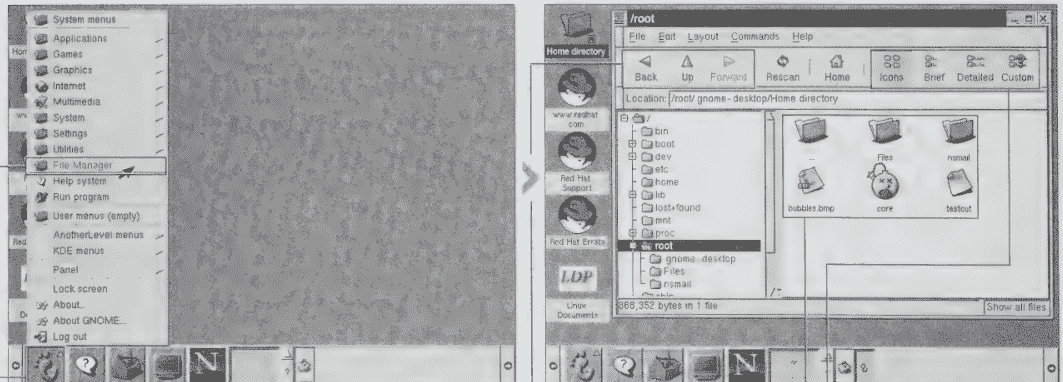 System menus
Applications
Games
Graphics
Internet
Multimedia
System
Settings
Utilities
File Manager
Help system
Run program
User menus (empty)
AnotherLevel menus
KDE menus
Panel
Lock screen
About...
About GNOME...
Log out
N
/root
File Edit Layout Commands Help
Back Up Forward Rescan Home Icons Brief Detailed Custom
Location: /root/ gnome-desktop/Home directory
Home directory
www.redhat
com
Red Hat
Support
Red Hat Errata
LDP
Linux
Documents
/
bin
boot
dev
etc
home
lib
lost+found
mnt
proc
root
gnome-desktop
Files
nsmail
..
Files
nsmail
bubbles.bmp
core
testcut
868,352 bytes in 1 file
Show all files
N